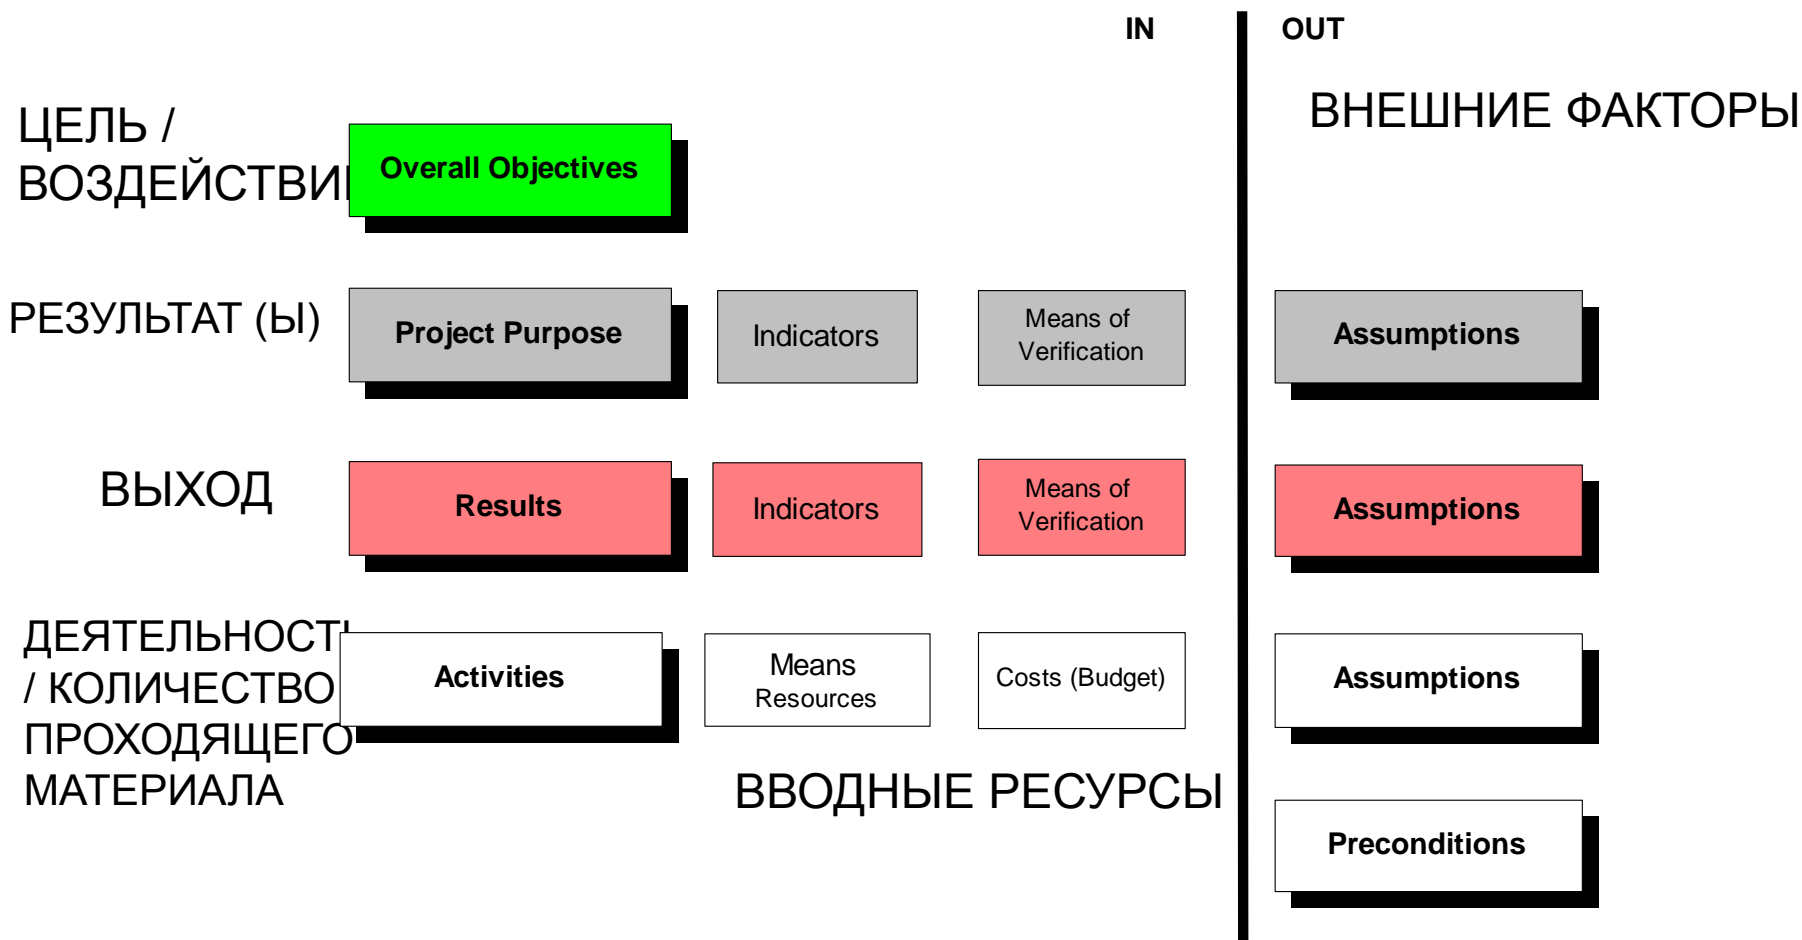 IN
OUT
ВНЕШНИЕ ФАКТОРЫ
ЦЕЛЬ /
ВОЗДЕЙСТВИ
Overall Objectives
РЕЗУЛЬТАТ (Ы)
Project Purpose
Indicators
Means of
Verification
Assumptions
ВЫХОД
Results
Indicators
Means of
Verification
Assumptions
ДЕЯТЕЛЬНОСТЬ
/ КОЛИЧЕСТВО
ПРОХОДЯЩЕГО
МАТЕРИАЛА
Activities
Means
Resources
Costs (Budget)
Assumptions
ВВОДНЫЕ РЕСУРСЫ
Preconditions